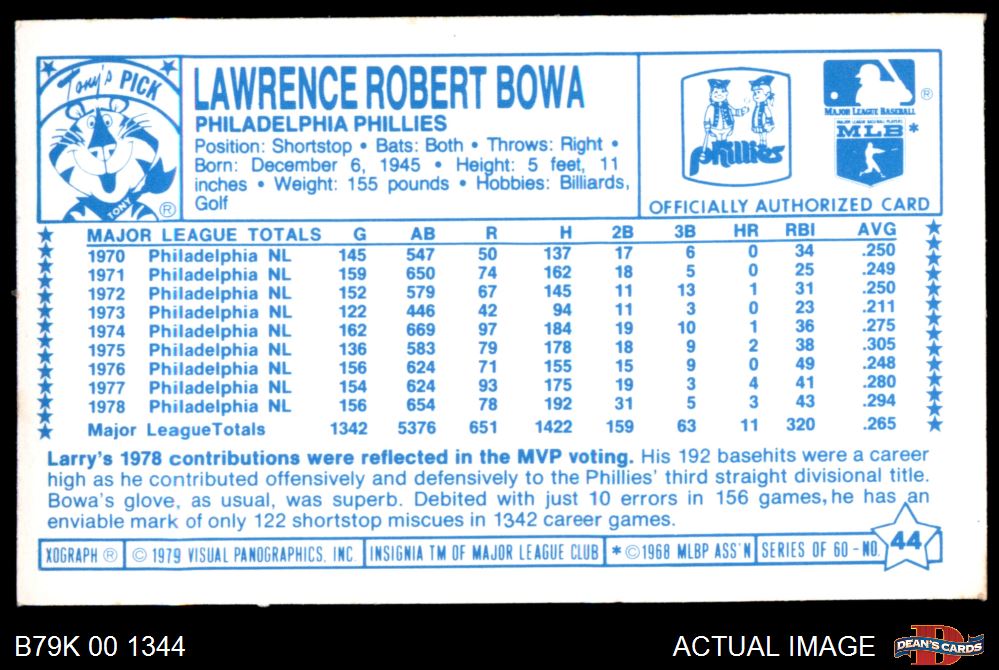 Tony's PICK
TONY
®
LAWRENCE ROBERT BOWA
PHILADELPHIA PHILLIES
Position: Shortstop • Bats: Both • Throws: Right •
Born: December 6, 1945 • Height: 5 feet, 11
inches • Weight: 155 pounds • Hobbies: Billiards,
Golf
phillies
®
MAJOR LEAGUE BASEBALL
MAJOR LEAGUE BASEBALL PLAYERS
MLB *
OFFICIALLY AUTHORIZED CARD
MAJOR LEAGUE TOTALS G AB R H 2B 3B HR RBI AVG
1970 Philadelphia NL 145 547 50 137 17 6 0 34 .250
1971 Philadelphia NL 159 650 74 162 18 5 0 25 .249
1972 Philadelphia NL 152 579 67 145 11 13 1 31 .250
1973 Philadelphia NL 122 446 42 94 11 3 0 23 .211
1974 Philadelphia NL 162 669 97 184 19 10 1 36 .275
1975 Philadelphia NL 136 583 79 178 18 9 2 38 .305
1976 Philadelphia NL 156 624 71 155 15 9 0 49 .248
1977 Philadelphia NL 154 624 93 175 19 3 4 41 .280
1978 Philadelphia NL 156 654 78 192 31 5 3 43 .294
Major LeagueTotals 1342 5376 651 1422 159 63 11 320 .265
Larry's 1978 contributions were reflected in the MVP voting. His 192 basehits were a career
high as he contributed offensively and defensively to the Phillies' third straight divisional title.
Bowa's glove, as usual, was superb. Debited with just 10 errors in 156 games, he has an
enviable mark of only 122 shortstop miscues in 1342 career games.
XOGRAPH ® © 1979 VISUAL PANOGRAPHICS, INC. INSIGNIA TM OF MAJOR LEAGUE CLUB * © 1968 MLBP ASS'N SERIES OF 60 - NO. 44
B79K 00 1344
ACTUAL IMAGE
D
DEAN'S CARDS